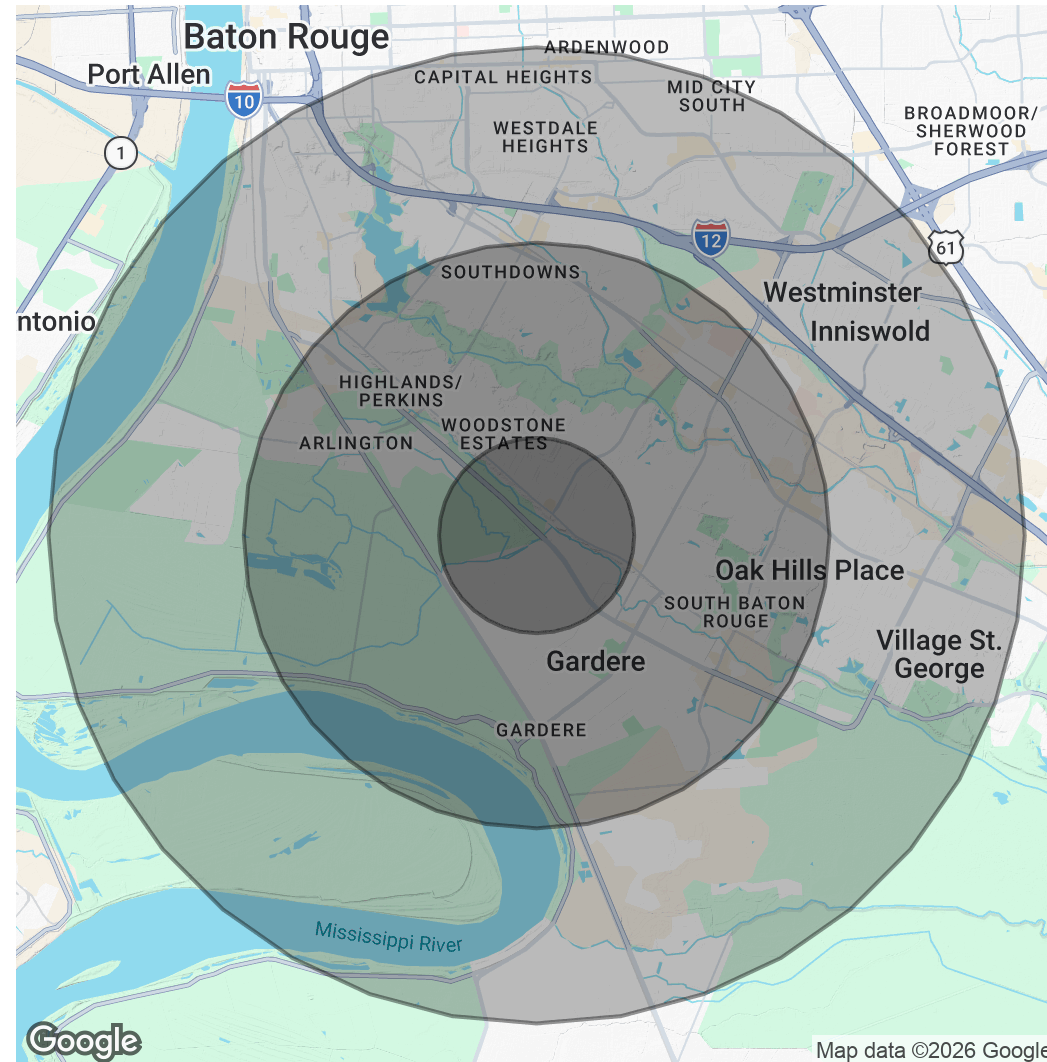 Baton Rouge
ARDENWOOD
Port Allen
CAPITAL HEIGHTS
MID CITY
SOUTH
10
BROADMOOR/
SHERWOOD
FOREST
WESTDALE
HEIGHTS
1
12
61
SOUTHDOWNS
Westminster
ntonio
Inniswold
HIGHLANDS/
PERKINS
WOODSTONE
ESTATES
ARLINGTON
Oak Hills Place
SOUTH BATON
ROUGE
Village St.
George
Gardere
GARDERE
Mississippi River
Google
Map data ©2026 Google